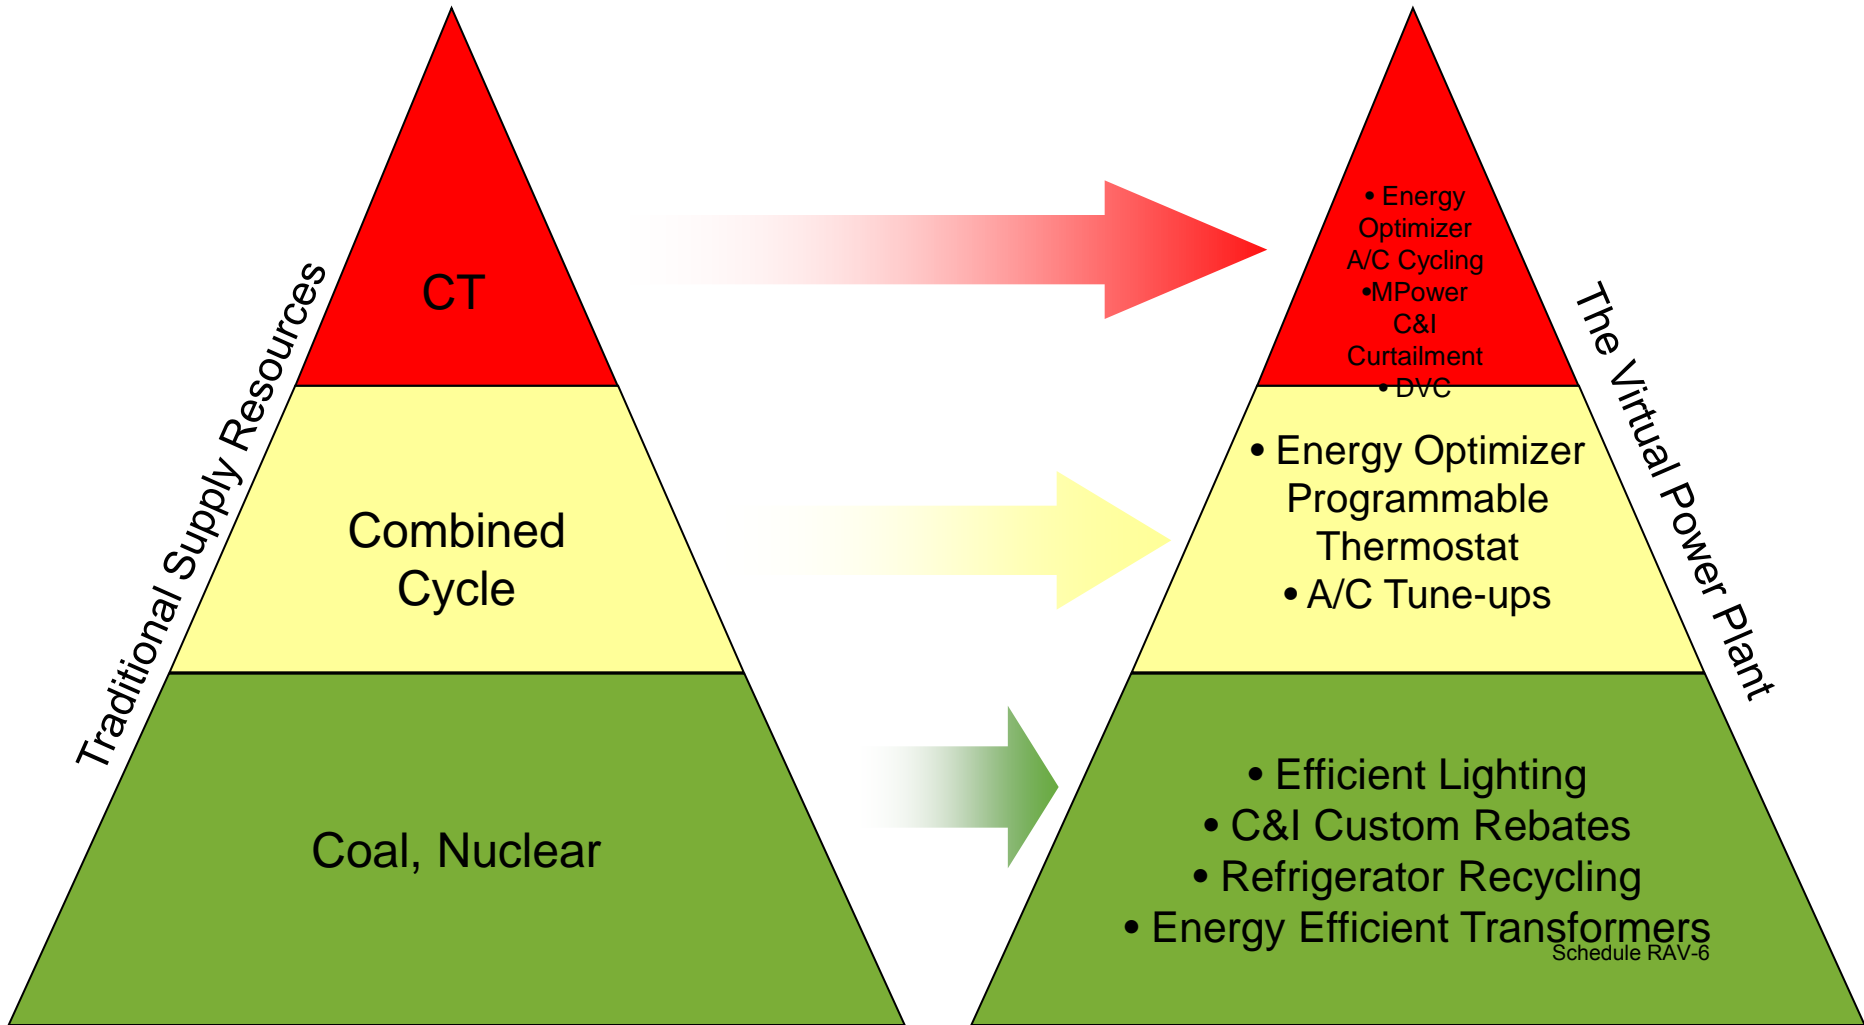 Traditional Supply Resources
CT
Combined
Cycle
Coal, Nuclear
The Virtual Power Plant
• Energy
Optimizer
A/C Cycling
•MPower
C&I
Curtailment
• DVC
• Energy Optimizer
Programmable
Thermostat
• A/C Tune-ups
• Efficient Lighting
• C&I Custom Rebates
• Refrigerator Recycling
• Energy Efficient Transformers
Schedule RAV-6